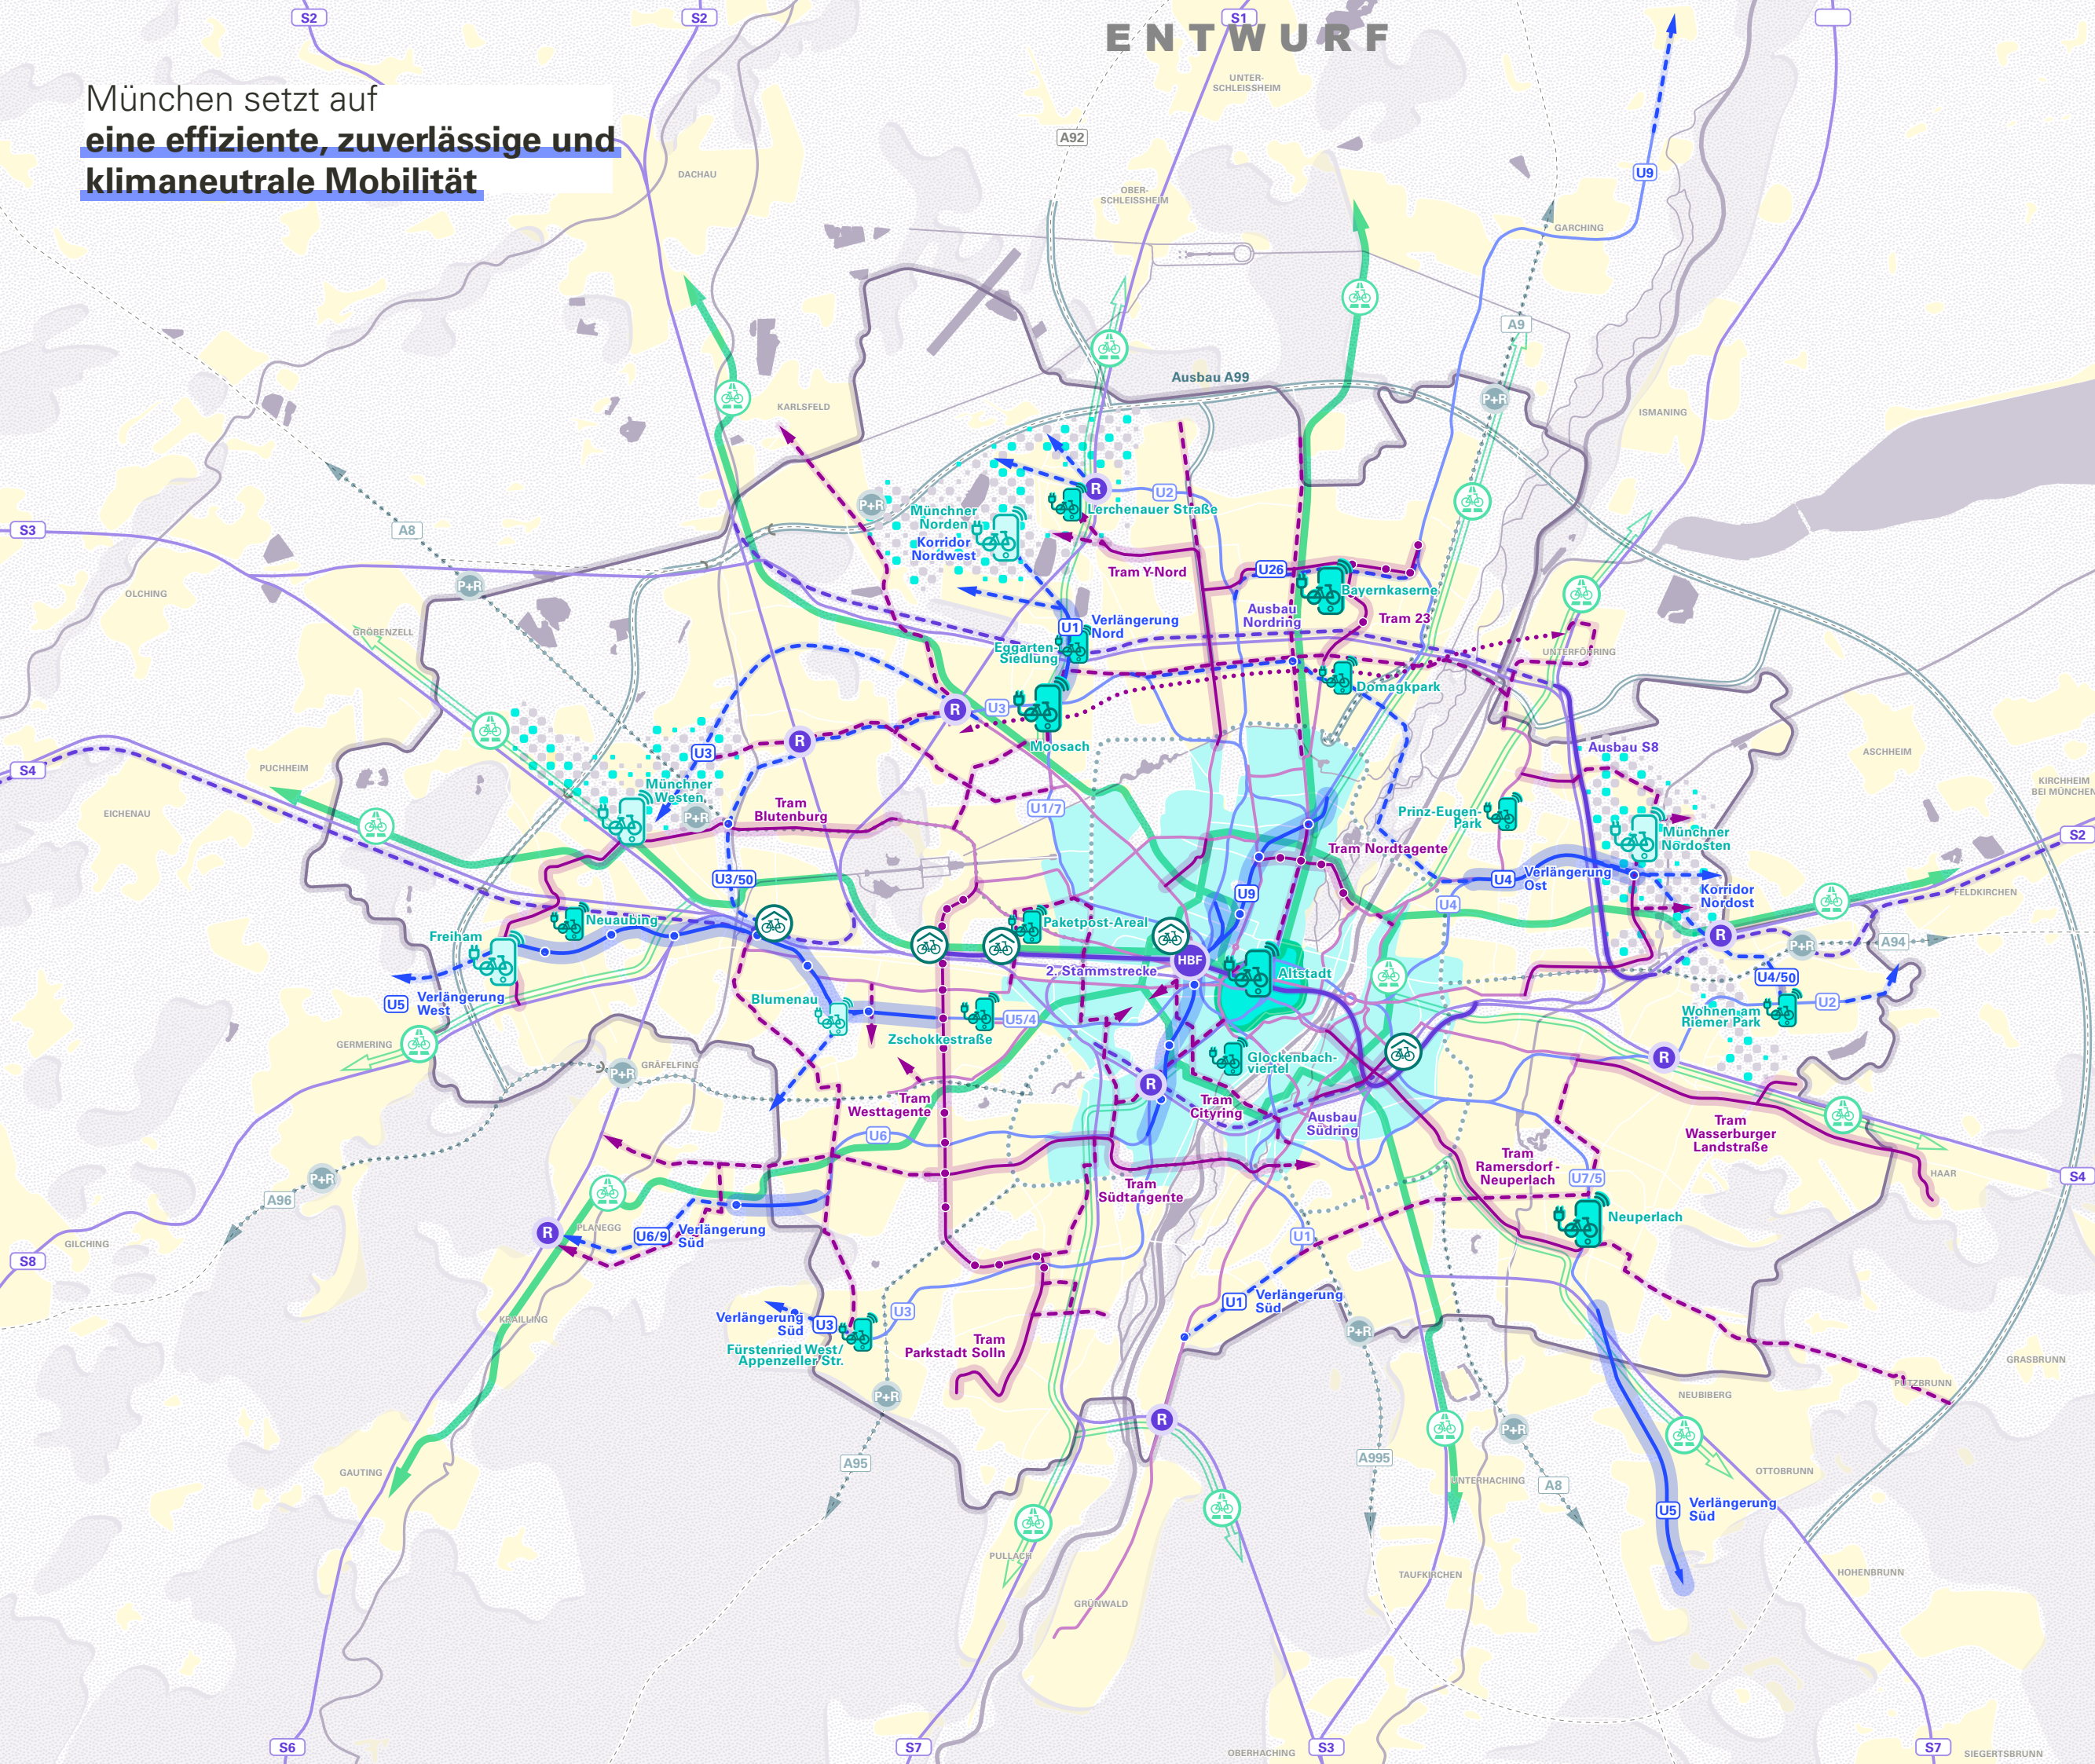 S2
S2
S1
ENTWURF
München setzt auf
eine effiziente, zuverlässige und
klimaneutrale Mobilität
UNTER-
SCHLEISSHEIM
A92
DACHAU
U9
OBER-
SCHLEISSHEIM
GARCHING
A9
Ausbau A99
P+R
KARLSFELD
ISMANING
R
U2
P+R
Münchner
Norden
Lerchenauer Straße
S3
A8
Korridor
Nordwest
Tram Y-Nord
U26
P+R
Bayernkaserne
OLCHING
Ausbau
Nordring
Tram 23
U1
Verlängerung
Nord
GRÖBENZELL
Eggarten-
Siedlung
UNTERFÖHRING
Domagkpark
R
U3
R
Moosach
U3
Ausbau S8
ASCHHEIM
S4
PUCHHEIM
KIRCHHEIM
BEI MÜNCHEN
Münchner
Westen
P+R
Tram
Blutenburg
U1/7
EICHENAU
Prinz-Eugen-
Park
Münchner
Nordosten
S2
Tram Nordtagente
U3/50
U4
Verlängerung
Ost
U9
Korridor
Nordost
FELDKIRCHEN
U4
Neuaubing
Paketpost-Areal
Freiham
R
P+R
A94
HBF
2. Stammstrecke
Altstadt
U4/50
U5
Verlängerung
West
Blumenau
U5/4
Wohnen am
Riemer Park
U2
Zschokkestraße
GERMERING
Glockenbach-
viertel
R
GRÄFELFING
P+R
R
Tram
Westtagente
Tram
Cityring
Ausbau
Südring
Tram
Wasserburger
Landstraße
U6
Tram
Ramersdorf -
Neuperlach
HAAR
S4
P+R
A96
Tram
Südtangente
U7/5
Neuperlach
PLANEGG
R
U6/9
Verlängerung
Süd
U1
GILCHING
S8
U1
Verlängerung
Süd
KRAILLING
Verlängerung
Süd
U3
U3
Fürstenried West/
Appenzeller Str.
Tram
Parkstadt Solln
P+R
GRASBRUNN
PUTZBRUNN
P+R
NEUBIBERG
R
P+R
A95
A995
GAUTING
UNTERHACHING
A8
OTTOBRUNN
U5
Verlängerung
Süd
PULLACH
TAUFKIRCHEN
HOHENBRUNN
GRÜNWALD
S6
S7
OBERHACHING
S3
S7
SIEGERTSBRUNN